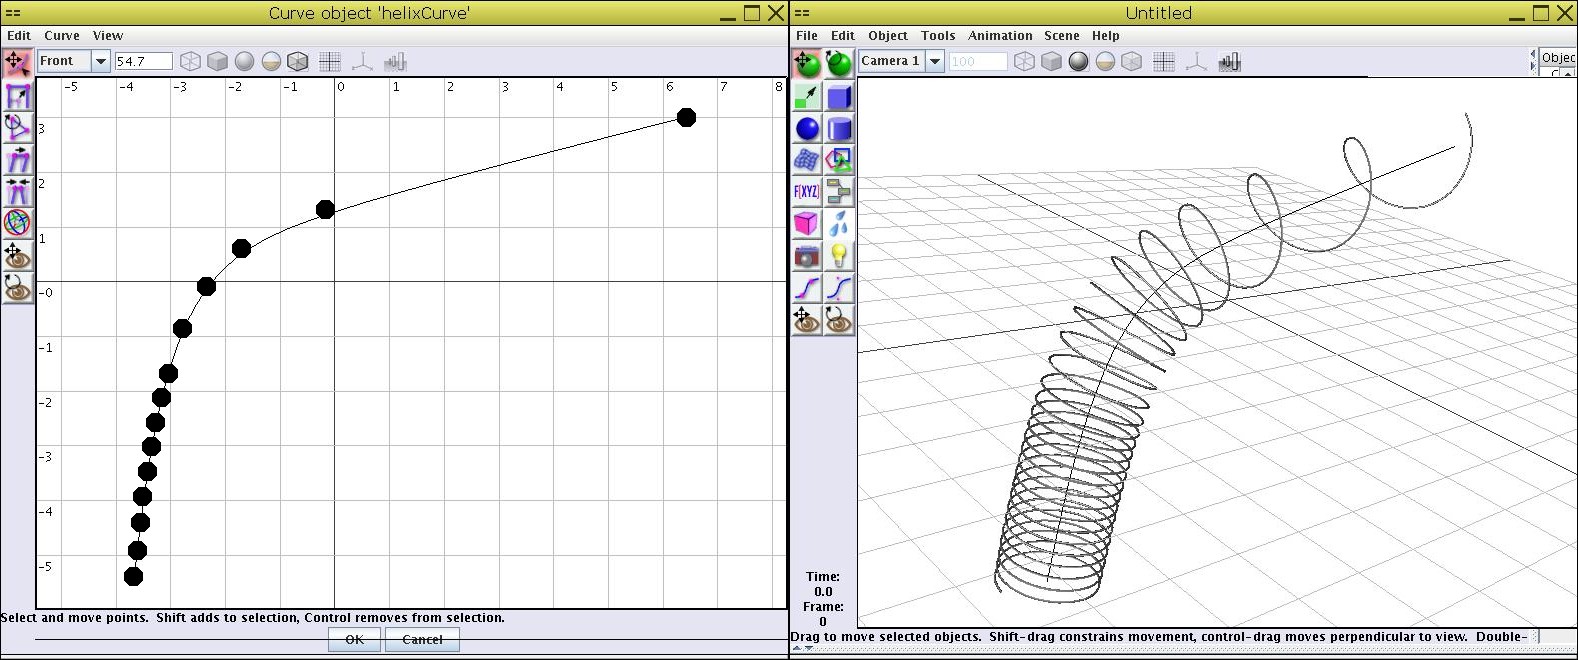 Curve object 'helixCurve'
Edit Curve View
Front 54.7
-5 -4 -3 -2 -1 0 1 2 3 4 5 6 7 8
3
2
1
-0
-1
-2
-3
-4
-5
Select and move points. Shift adds to selection, Control removes from selection.
OK Cancel
Untitled
File Edit Object Tools Animation Scene Help
Camera 1 100
Objec
F(XYZ)
Time:
0.0
Frame:
0
Drag to move selected objects. Shift-drag constrains movement, control-drag moves perpendicular to view. Double-